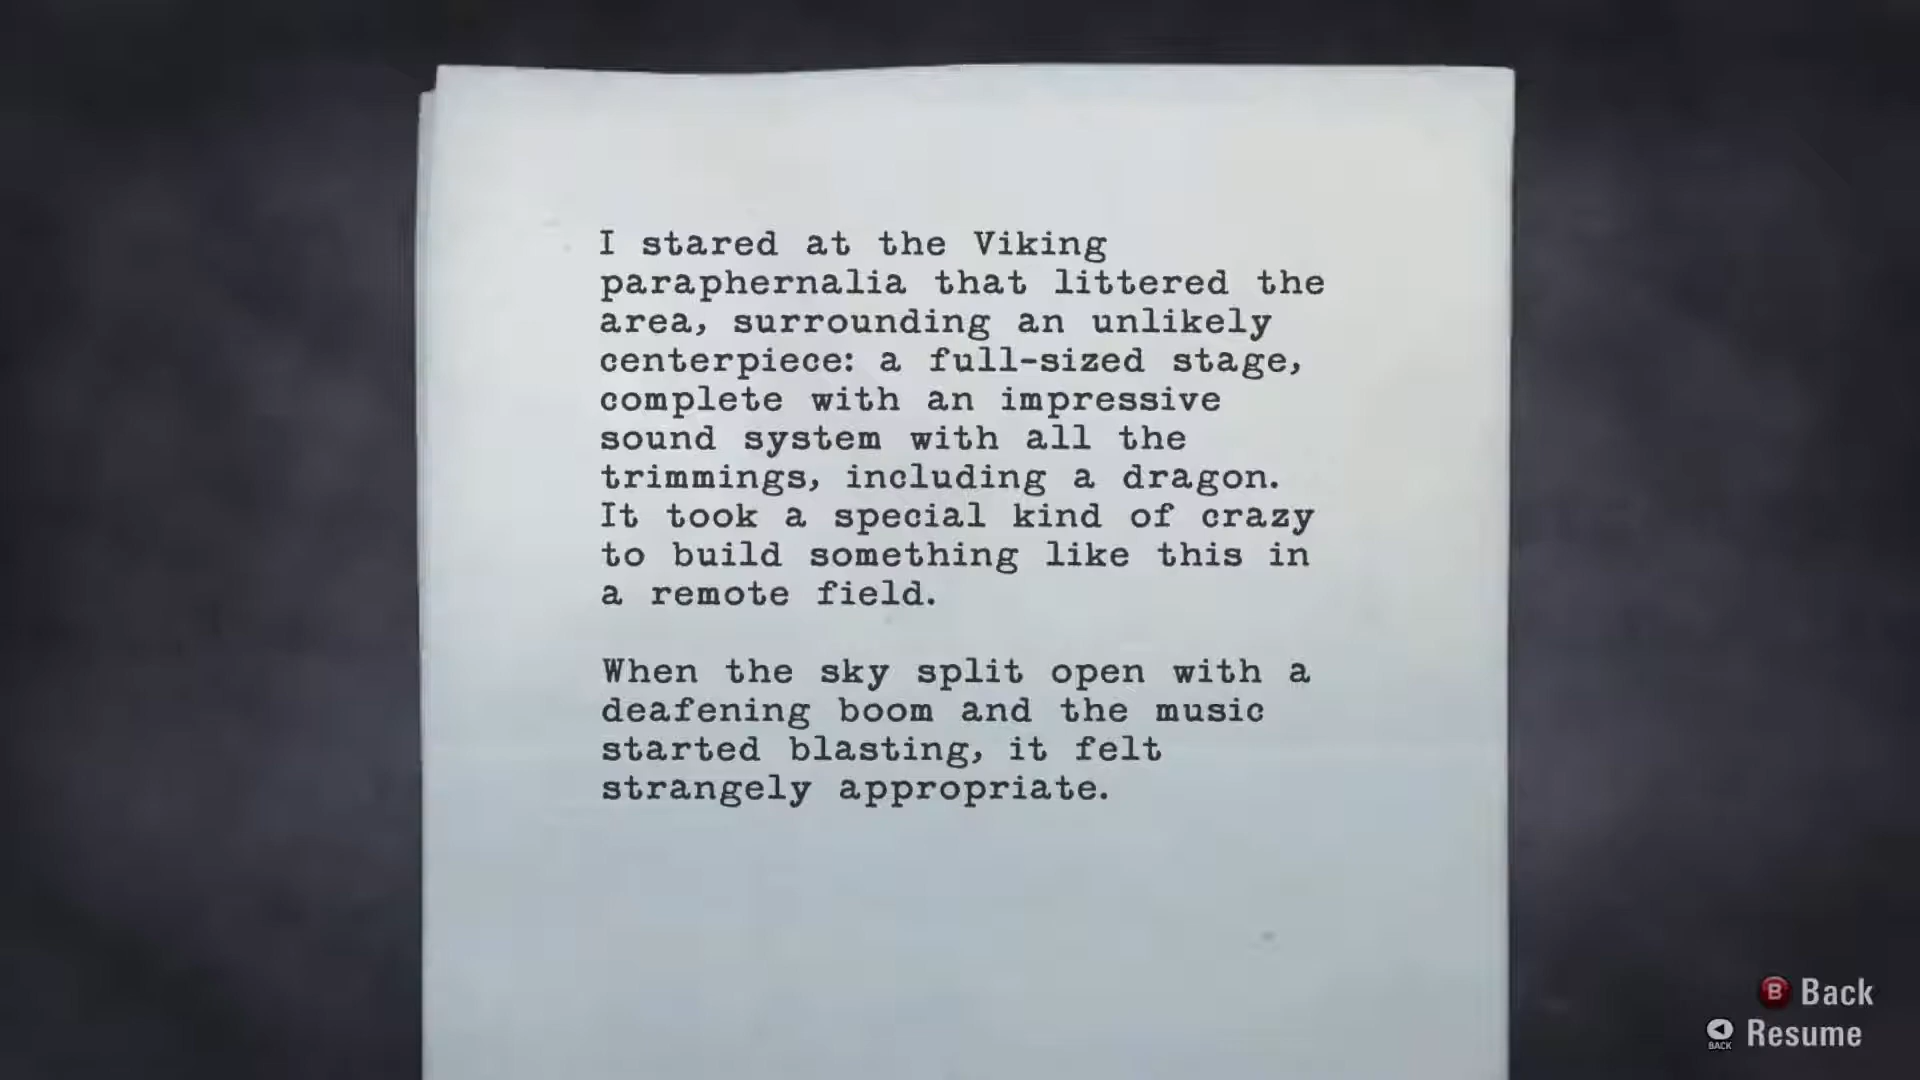 I stared at the Viking
paraphernalia that littered the
area, surrounding an unlikely
centerpiece: a full-sized stage,
complete with an impressive
sound system with all the
trimmings, including a dragon.
It took a special kind of crazy
to build something like this in
a remote field.
When the sky split open with a
deafening boom and the music
started blasting, it felt
strangely appropriate.
B Back
BACK Resume